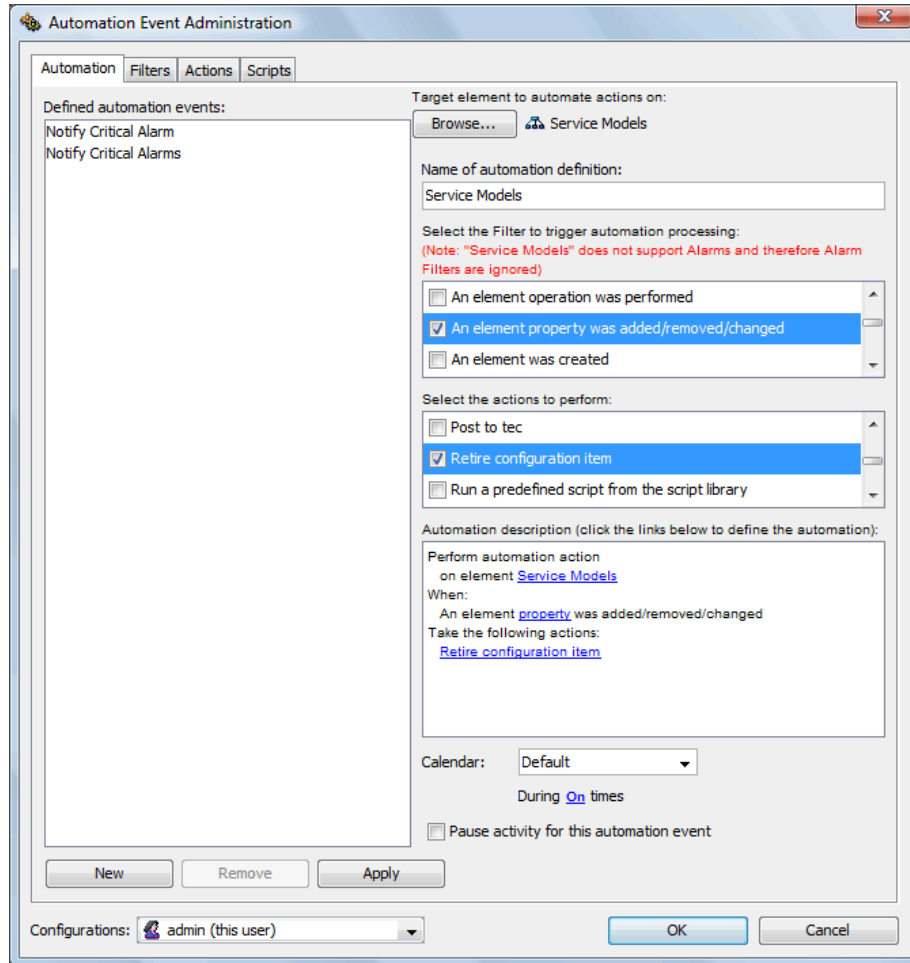 Automation Event Administration
Automation Filters Actions Scripts
Defined automation events:
Notify Critical Alarm
Notify Critical Alarms
New Remove Apply
Target element to automate actions on:
Browse... Service Models
Name of automation definition:
Service Models
Select the Filter to trigger automation processing:
(Note: "Service Models" does not support Alarms and therefore Alarm
Filters are ignored)
An element operation was performed
An element property was added/removed/changed
An element was created
Select the actions to perform:
Post to tec
Retire configuration item
Run a predefined script from the script library
Automation description (click the links below to define the automation):
Perform automation action
on element Service Models
When:
An element property was added/removed/changed
Take the following actions:
Retire configuration item
Calendar: Default
During On times
Pause activity for this automation event
Configurations: admin (this user)
OK Cancel